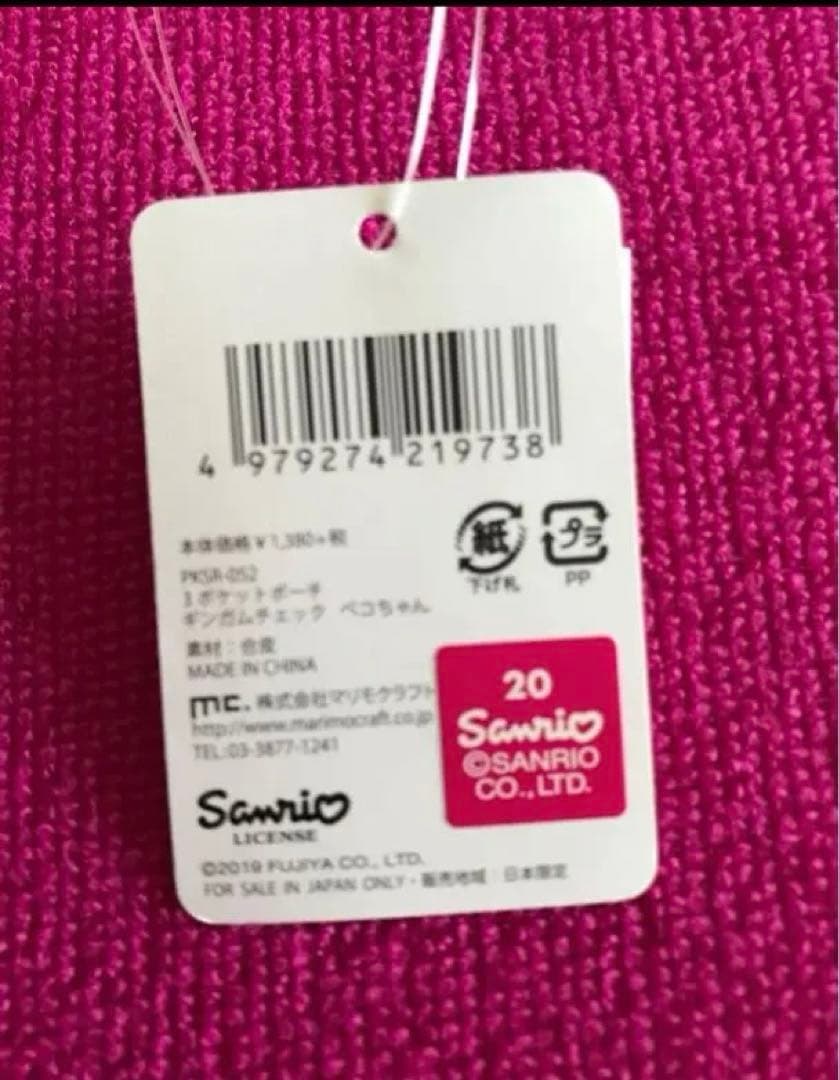 4 979274 219738
本体価格￥1,380+税
紙
下げ札
プラ
PP
PKSR-052
3ポケットポーチ
ギンガムチェック ペコちゃん
素材：合皮
MADE IN CHINA
mc. 株式会社マリモクラフト
http://www.marimocraft.co.jp
TEL:03-3877-1241
20
Sanrio
©SANRIO
CO.,LTD.
Sanrio
LICENSE
©2019 FUJIYA CO., LTD.
FOR SALE IN JAPAN ONLY・販売地域：日本限定